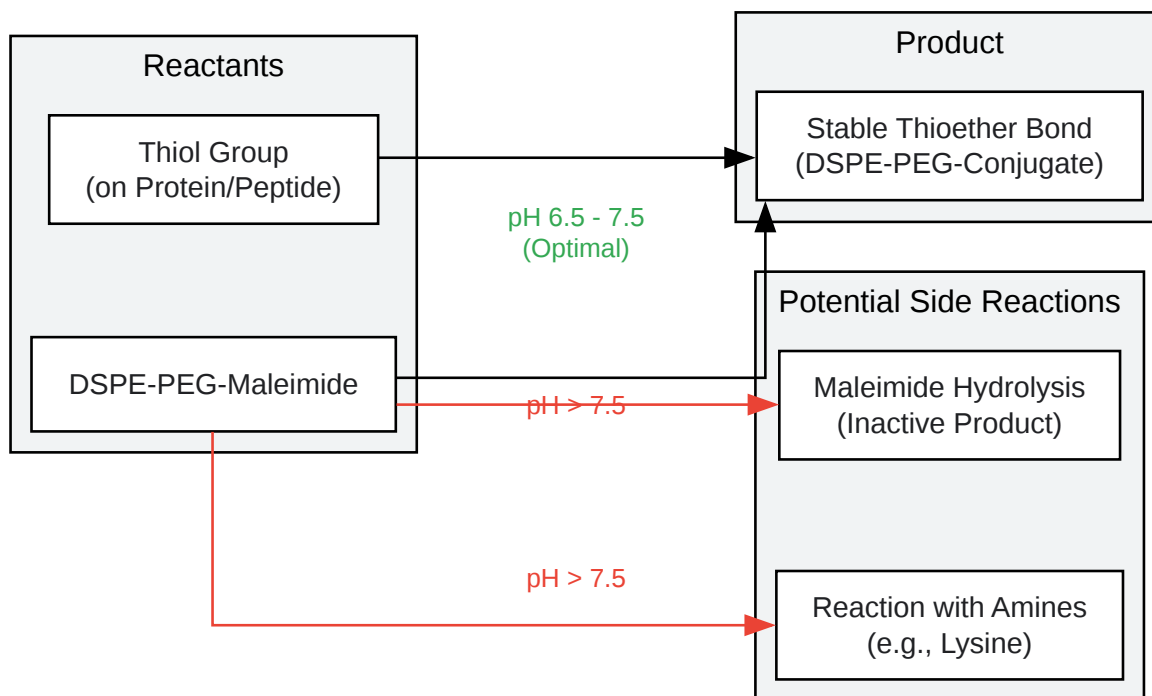 Reactants
Thiol Group
(on Protein/Peptide)
DSPE-PEG-Maleimide
pH 6.5 - 7.5
(Optimal)
pH > 7.5
pH > 7.5
Product
Stable Thioether Bond
(DSPE-PEG-Conjugate)
Potential Side Reactions
Maleimide Hydrolysis
(Inactive Product)
Reaction with Amines
(e.g., Lysine)